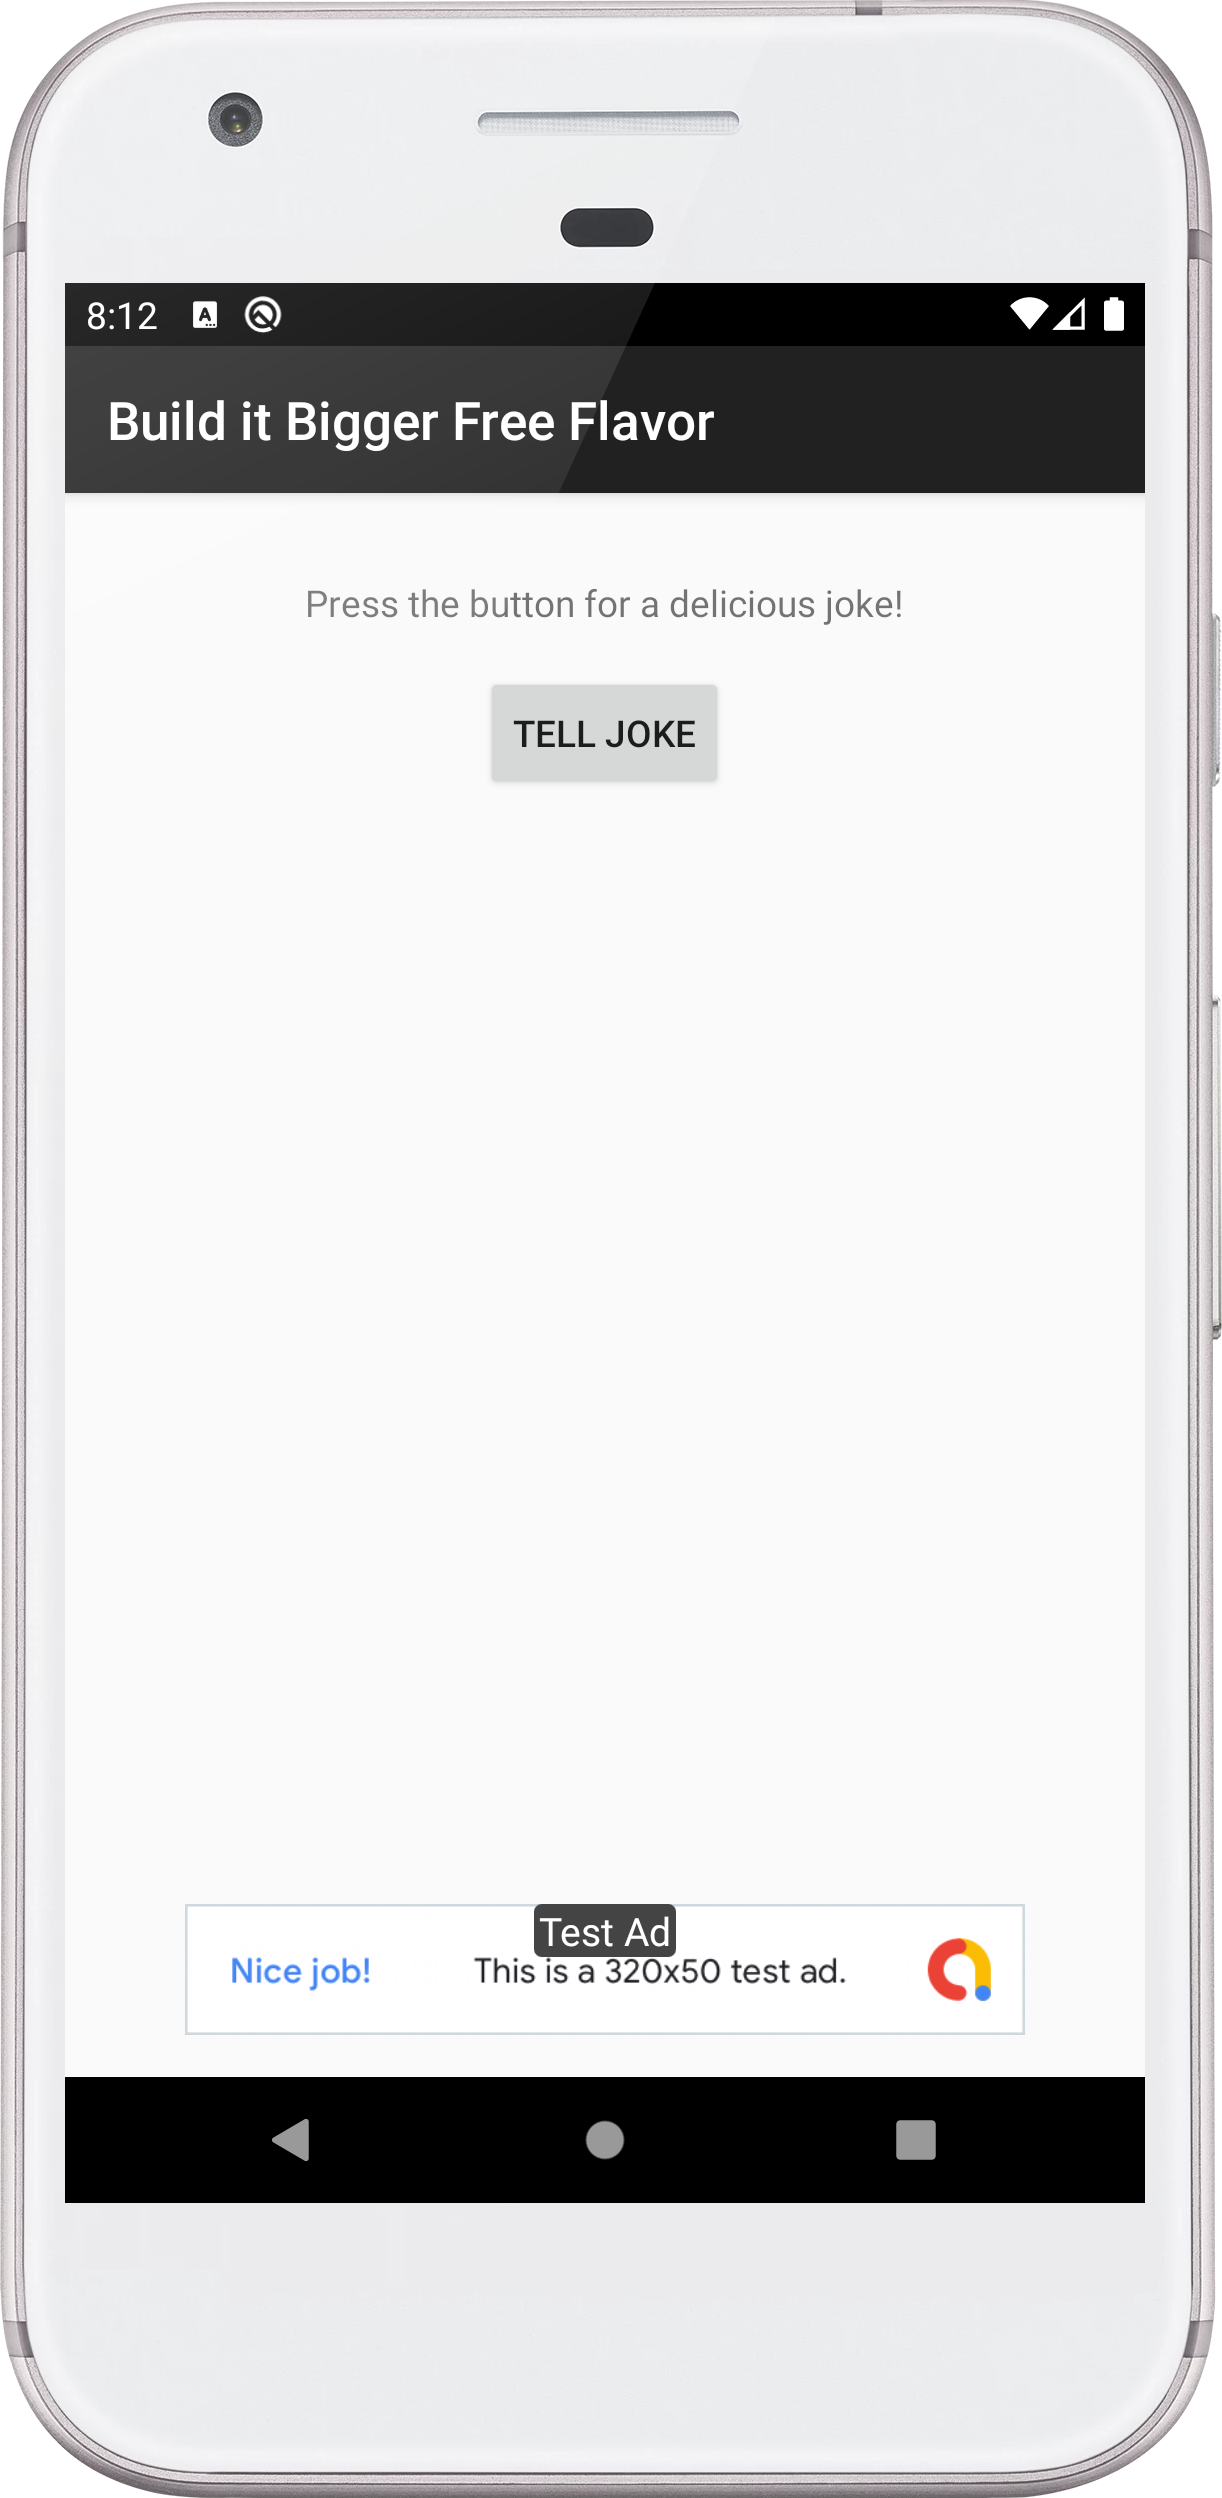 8:12
Build it Bigger Free Flavor
Press the button for a delicious joke!
TELL JOKE
Test Ad
Nice job! This is a 320x50 test ad.